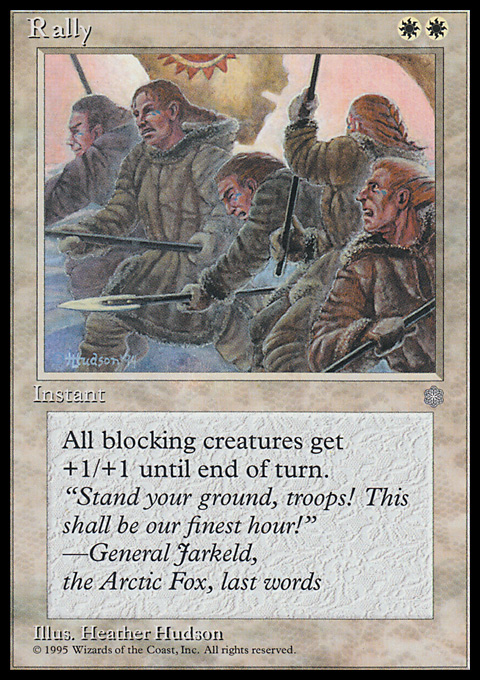 Rally
Hudson '94
Instant
All blocking creatures get
+1/+1 until end of turn.
“Stand your ground, troops! This
shall be our finest hour!”
—General Jarkeld,
the Arctic Fox, last words
Illus. Heather Hudson
© 1995 Wizards of the Coast, Inc. All rights reserved.